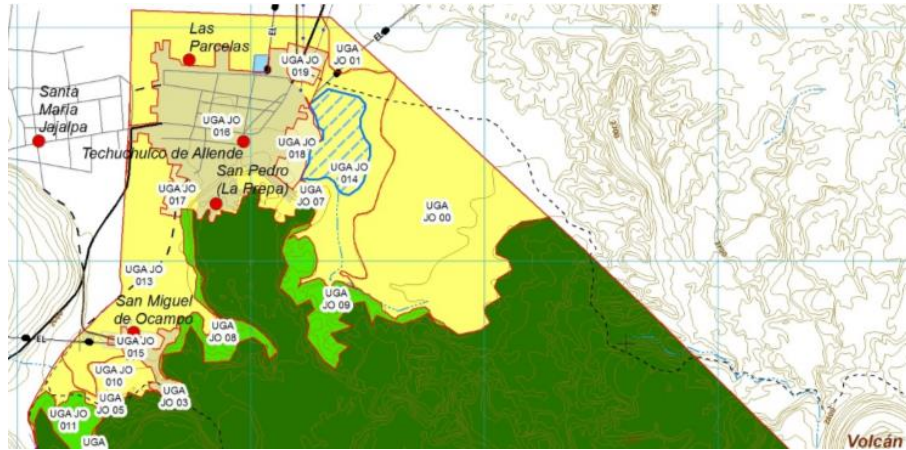 Las
Parcelas
EL
EL
UGA JO
019
UGA
JO 01
Santa
María
Jajalpa
UGA JO
016
Techuchulco de Allende
UGA JO
018
San Pedro
(La Prepa)
UGA JO
014
UGA JO
017
UGA
JO 07
UGA
JO 00
UGA JO
013
San Miguel
de Ocampo
UGA
JO 09
UGA
JO 08
EL
UGA JO
015
UGA JO
010
UGA
JO 05
UGA
JO 03
UGA JO
011
UGA
Volcán